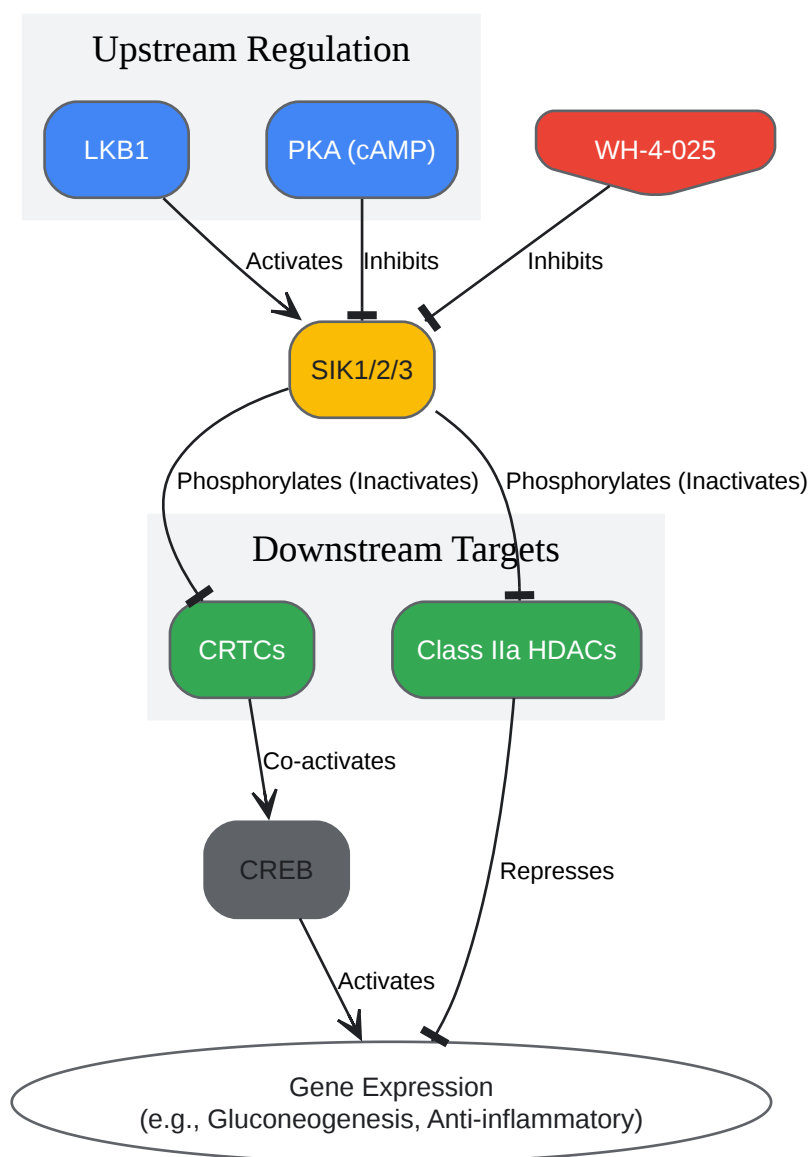 Upstream Regulation
LKB1
PKA (cAMP)
WH-4-025
Activates
Inhibits
Inhibits
SIK1/2/3
Phosphorylates (Inactivates)
Phosphorylates (Inactivates)
Downstream Targets
CRTCs
Class IIa HDACs
Co-activates
CREB
Represses
Activates
Gene Expression
(e.g., Gluconeogenesis, Anti-inflammatory)